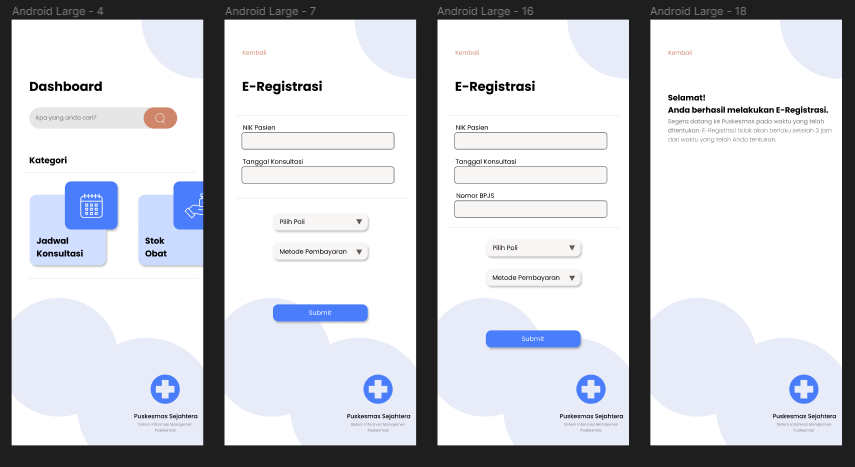 Android Large - 4
Dashboard
Apa yang anda cari?
Kategori
Jadwal
Konsultasi
Stok
Obat
Puskesmas Sejahtera
Sistem Informasi Manajemen
Puskesmas
Android Large - 7
Kembali
E-Registrasi
NIK Pasien
Tanggal Konsultasi
Pilih Poli
Metode Pembayaran
Submit
Puskesmas Sejahtera
Sistem Informasi Manajemen
Puskesmas
Android Large - 16
Kembali
E-Registrasi
NIK Pasien
Tanggal Konsultasi
Nomor BPJS
Pilih Poli
Metode Pembayaran
Submit
Puskesmas Sejahtera
Sistem Informasi Manajemen
Puskesmas
Android Large - 18
Kembali
Selamat!
Anda berhasil melakukan E-Registrasi.
Segera datang ke Puskesmas pada waktu yang telah
ditentukan. E-Registrasi tidak akan berlaku setelah 3 jam
dari waktu yang telah Anda tentukan.
Puskesmas Sejahtera
Sistem Informasi Manajemen
Puskesmas